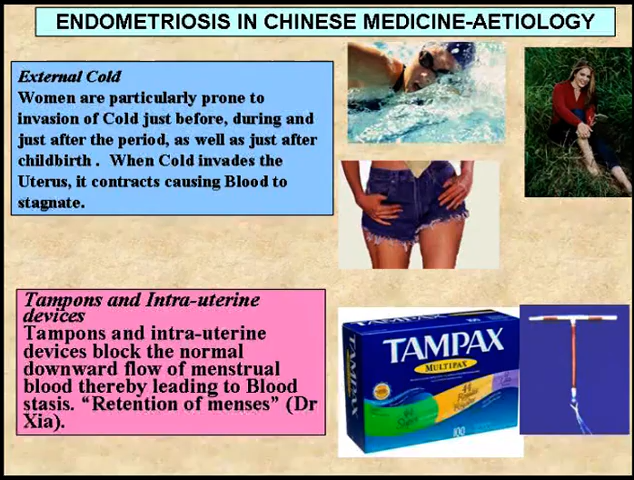 ENDOMETRIOSIS IN CHINESE MEDICINE-AETIOLOGY
External Cold
Women are particularly prone to
invasion of Cold just before, during and
just after the period, as well as just after
childbirth . When Cold invades the
Uterus, it contracts causing Blood to
stagnate.
Tampons and Intra-uterine
devices
Tampons and intra-uterine
devices block the normal
downward flow of menstrual
blood thereby leading to Blood
stasis. “Retention of menses” (Dr
Xia).
TAMPAX
MULTIPAX
TAMPAX
100